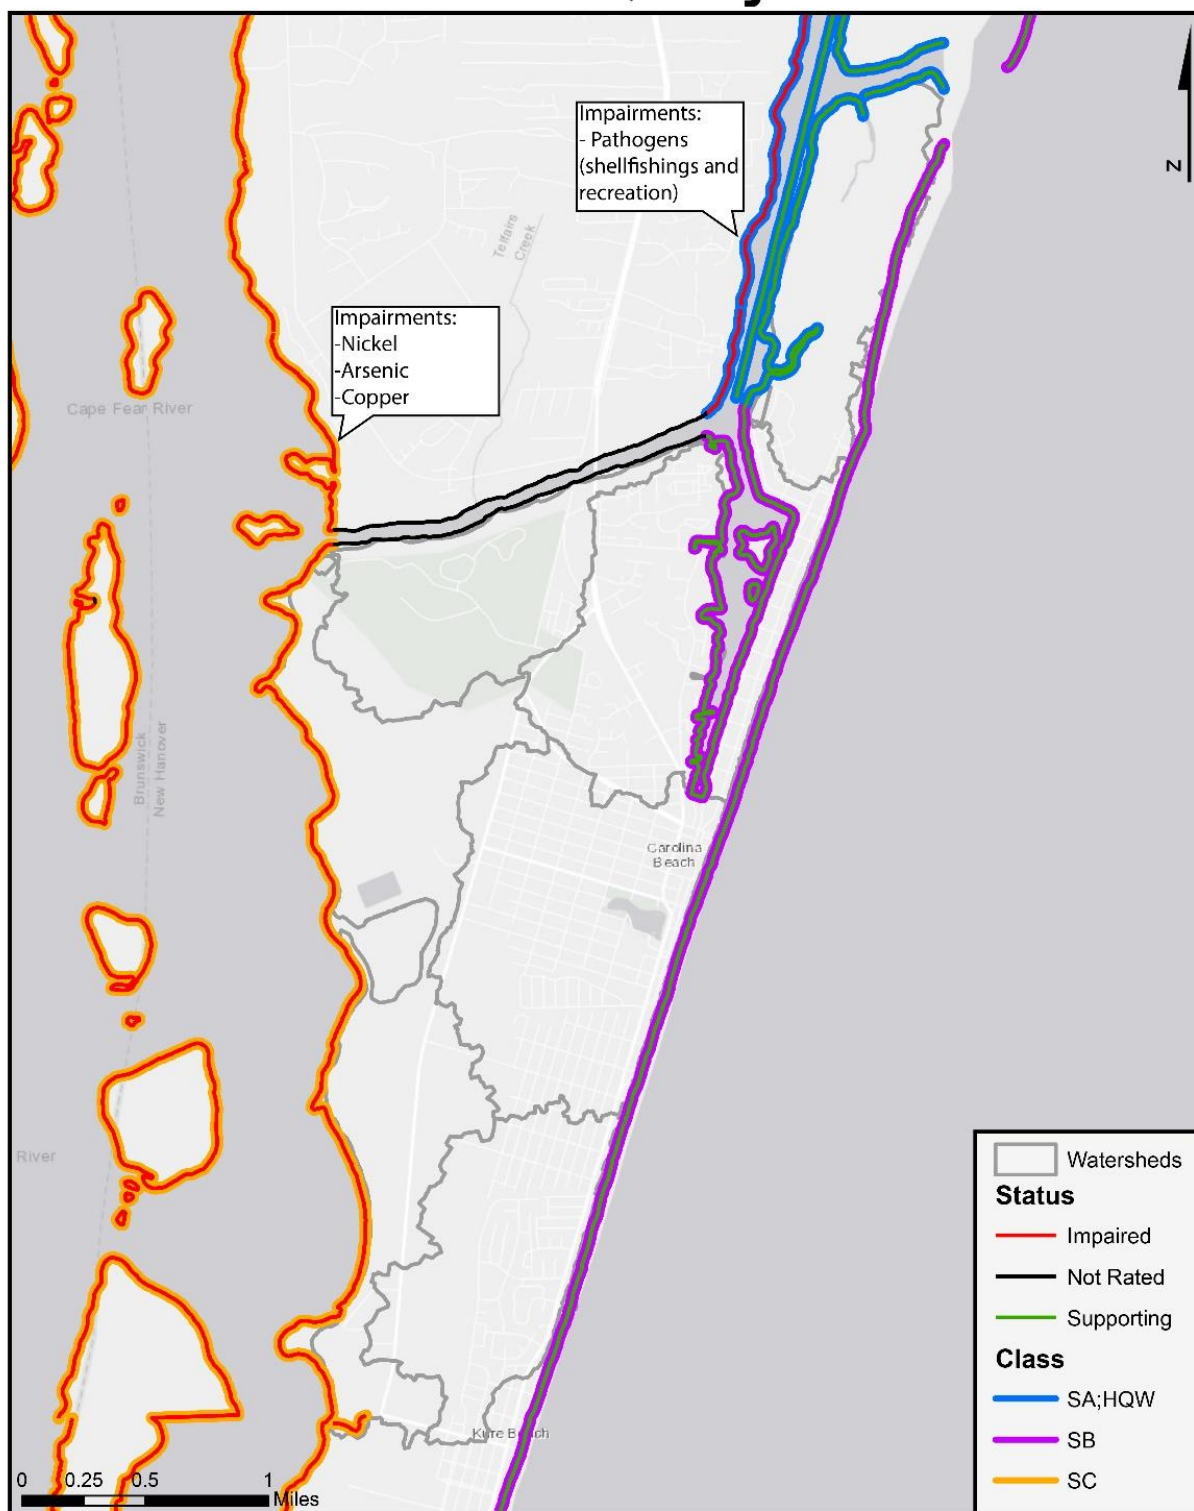 Impairments:
- Pathogens
(shellfishings and
recreation)
N
Telfairs
Creek
Impairments:
-Nickel
-Arsenic
-Copper
Cape Fear River
Brunswick
New Hanover
Carolina
Beach
River
Kure Beach
Watersheds
Status
Impaired
Not Rated
Supporting
Class
SA;HQW
SB
SC
0 0.25 0.5 1
Miles